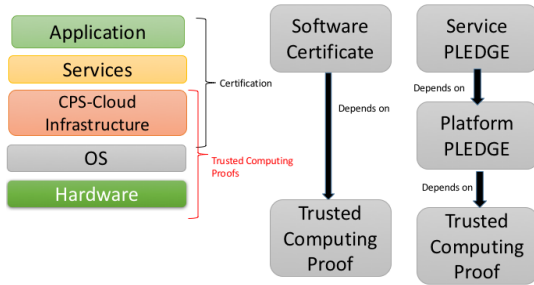 Application
Services
CPS-Cloud
Infrastructure
OS
Hardware
Certification
Trusted Computing
Proofs
Software
Certificate
Depends on
Trusted
Computing
Proof
Service
PLEDGE
Depends on
Platform
PLEDGE
Depends on
Trusted
Computing
Proof